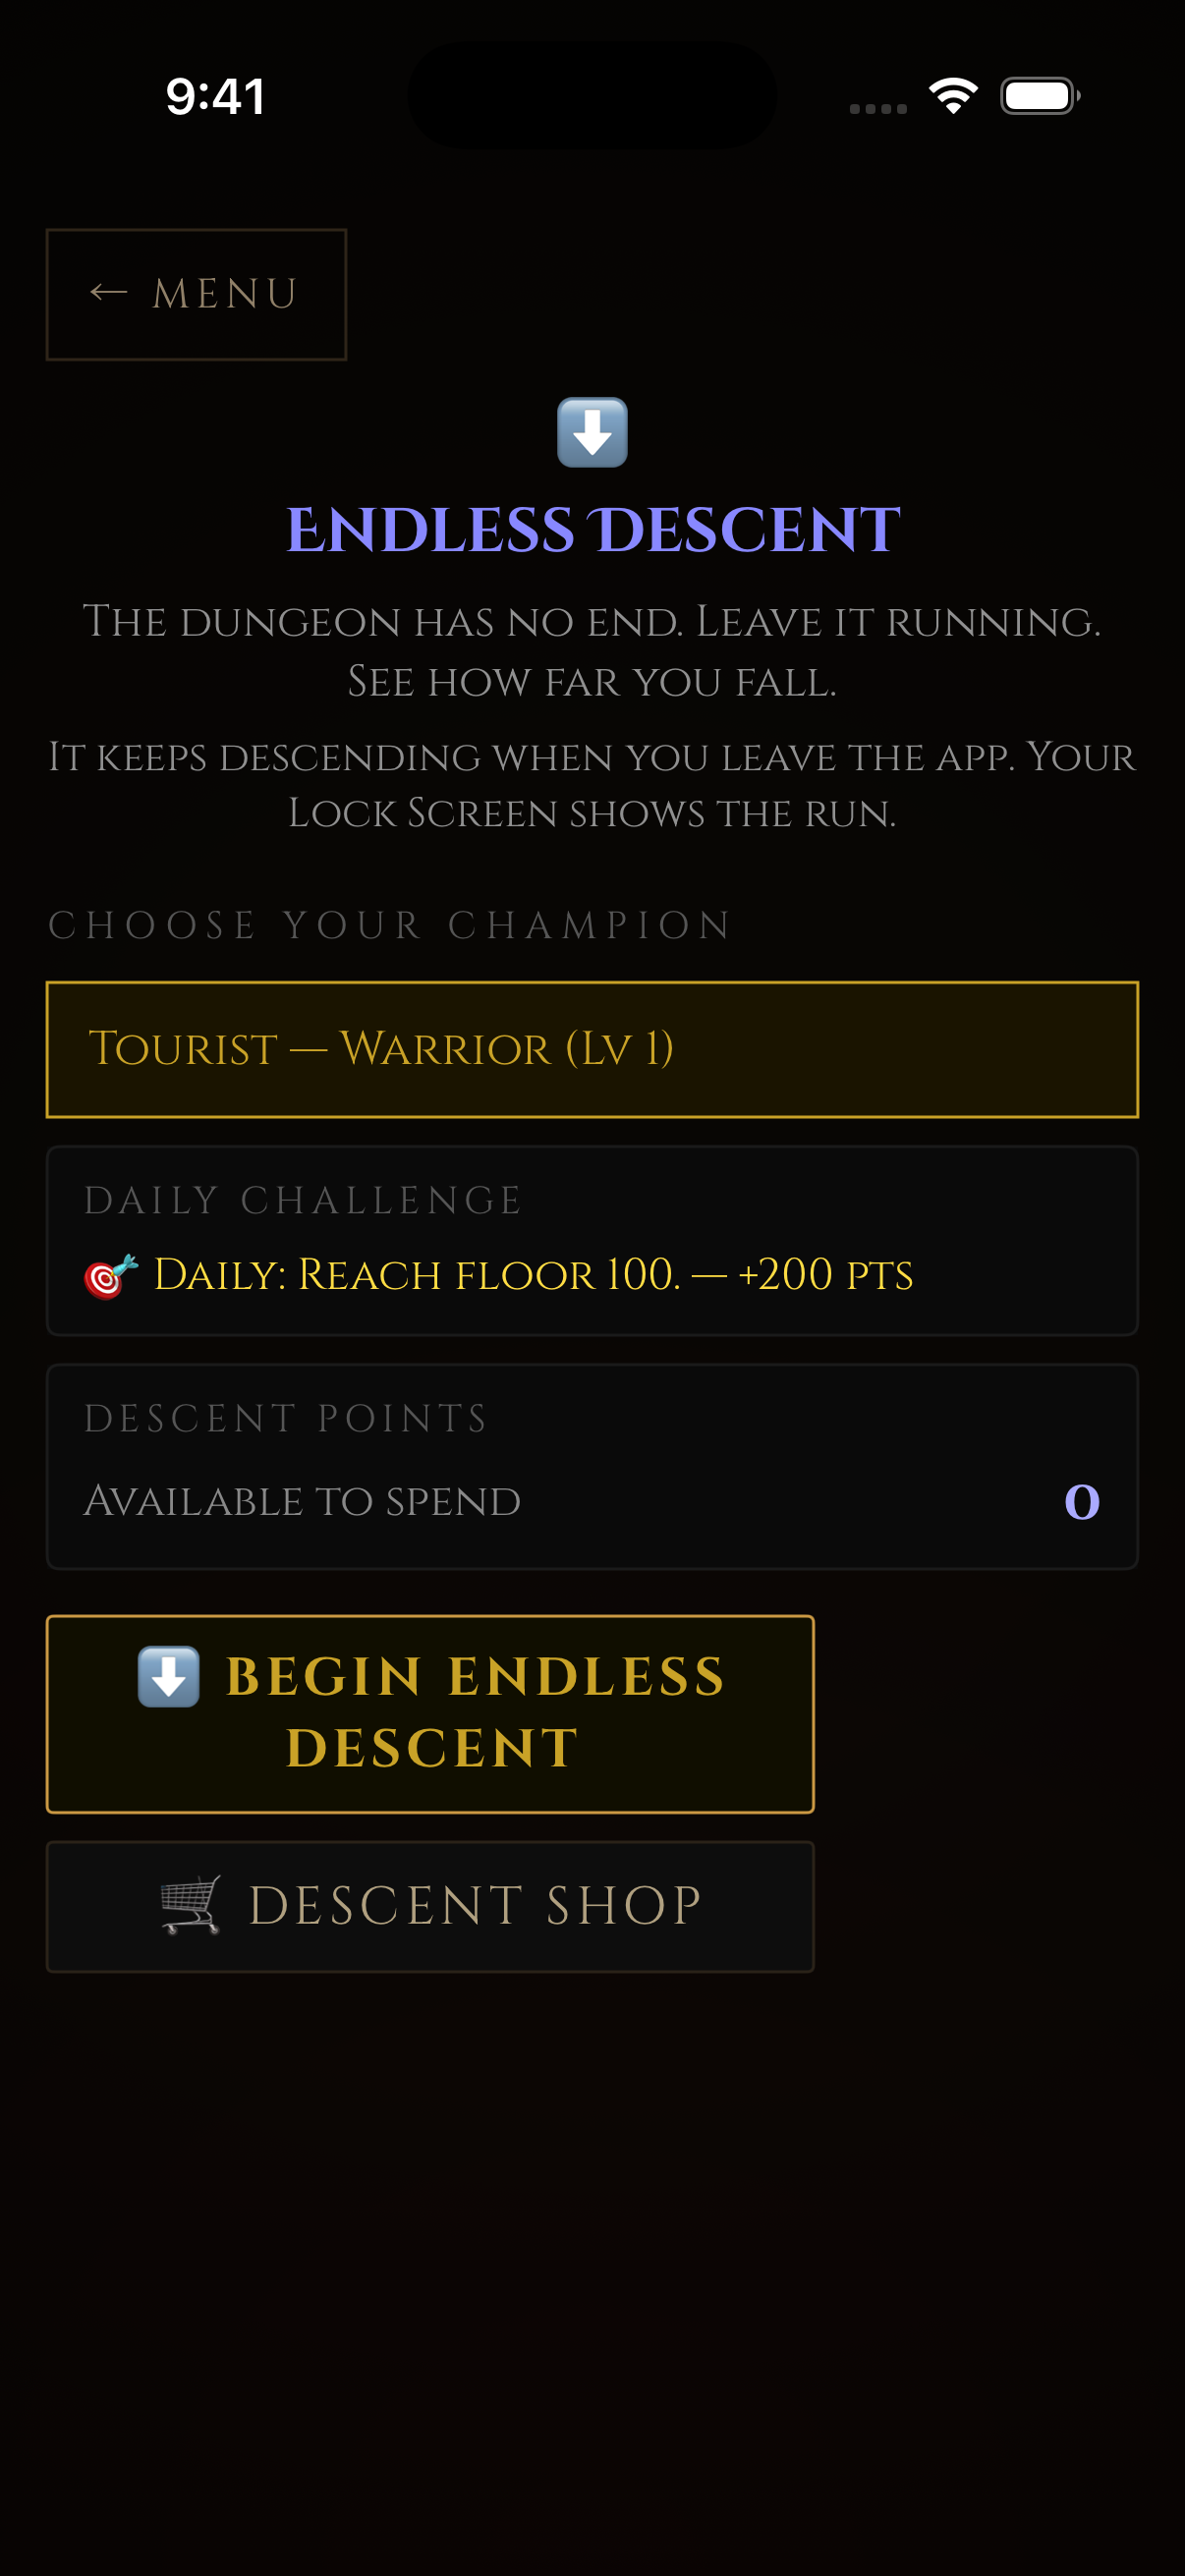 9:41
← MENU
Endless Descent
The dungeon has no end. Leave it running.
See how far you fall.
It keeps descending when you leave the app. Your
Lock Screen shows the run.
CHOOSE YOUR CHAMPION
Tourist — Warrior (Lv 1)
DAILY CHALLENGE
🎯 Daily: Reach floor 100. — +200 pts
DESCENT POINTS
Available to spend 0
⬇️ BEGIN ENDLESS
DESCENT
🛒 DESCENT SHOP